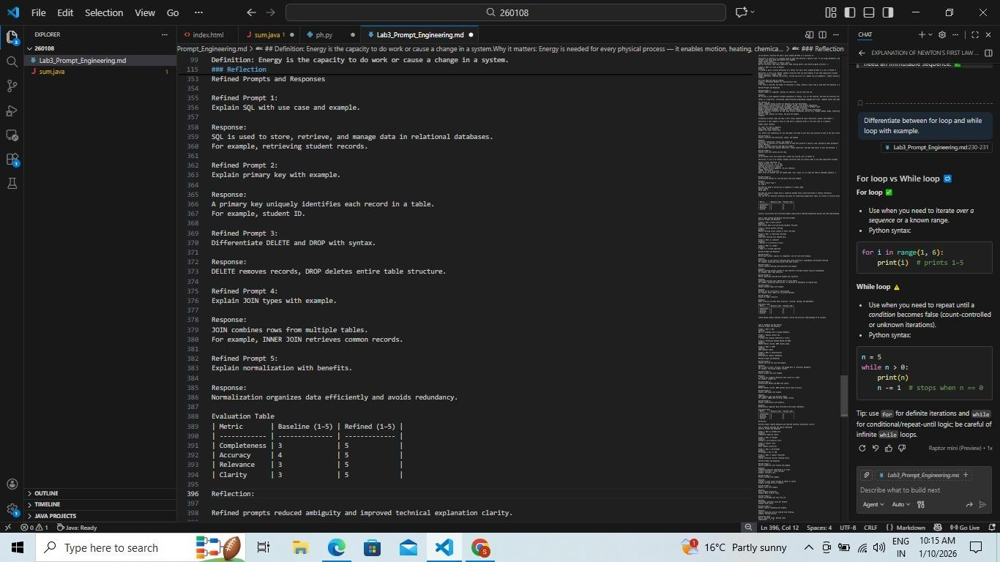 File Edit Selection View Go ···
260108
EXPLORER
260108
Lab3_Prompt_Engineering.md
sum.java 1
OUTLINE
TIMELINE
JAVA PROJECTS
index.html
sum.java 1
ph.py
Lab3_Prompt_Engineering.md
Prompt_Engineering.md > ## Definition: Energy is the capacity to do work or cause a change in a system.Why it matters: Energy is needed for every physical process — it enables motion, heating, chemica... > ### Reflection
99 Definition: Energy is the capacity to do work or cause a change in a system.
115 ### Reflection
353 Refined Prompts and Responses
354
355 Refined Prompt 1:
356 Explain SQL with use case and example.
357
358 Response:
359 SQL is used to store, retrieve, and manage data in relational databases.
360 For example, retrieving student records.
361
362 Refined Prompt 2:
363 Explain primary key with example.
364
365 Response:
366 A primary key uniquely identifies each record in a table.
367 For example, student ID.
368
369 Refined Prompt 3:
370 Differentiate DELETE and DROP with syntax.
371
372 Response:
373 DELETE removes records, DROP deletes entire table structure.
374
375 Refined Prompt 4:
376 Explain JOIN types with example.
377
378 Response:
379 JOIN combines rows from multiple tables.
380 For example, INNER JOIN retrieves common records.
381
382 Refined Prompt 5:
383 Explain normalization with benefits.
384
385 Response:
386 Normalization organizes data efficiently and avoids redundancy.
387
388 Evaluation Table
389 | Metric | Baseline (1–5) | Refined (1–5) |
390 | ------------ | -------------- | ------------- |
391 | Completeness | 3 | 5 |
392 | Accuracy | 4 | 5 |
393 | Relevance | 3 | 5 |
394 | Clarity | 3 | 5 |
395
396 Reflection:
397
398 Refined prompts reduced ambiguity and improved technical explanation clarity.
CHAT
EXPLANATION OF NEWTON'S FIRST LAW ...
need an immutable sequence. ✅
Differentiate between for loop and while
loop with example.
Lab3_Prompt_Engineering.md:230-231
For loop vs While loop 🔁
For loop ✅
• Use when you need to iterate over a
sequence or a known range.
• Python syntax:
for i in range(1, 6):
print(i) # prints 1–5
While loop ⚠️
• Use when you need to repeat until a
condition becomes false (count-controlled
or unknown iterations).
• Python syntax:
n = 5
while n > 0:
print(n)
n -= 1 # stops when n == 0
Tip: use for for definite iterations and while
for conditional/repeat-until logic; be careful of
infinite while loops.
Raptor mini (Preview) • 1x
Lab3_Prompt_Engineering.md
Describe what to build next
Agent Auto
0 1 Java: Ready
Ln 396, Col 12 Spaces: 4 UTF-8 CRLF {} Markdown Go Live
Type here to search
16°C Partly sunny
ENG
IN
10:15 AM
1/10/2026